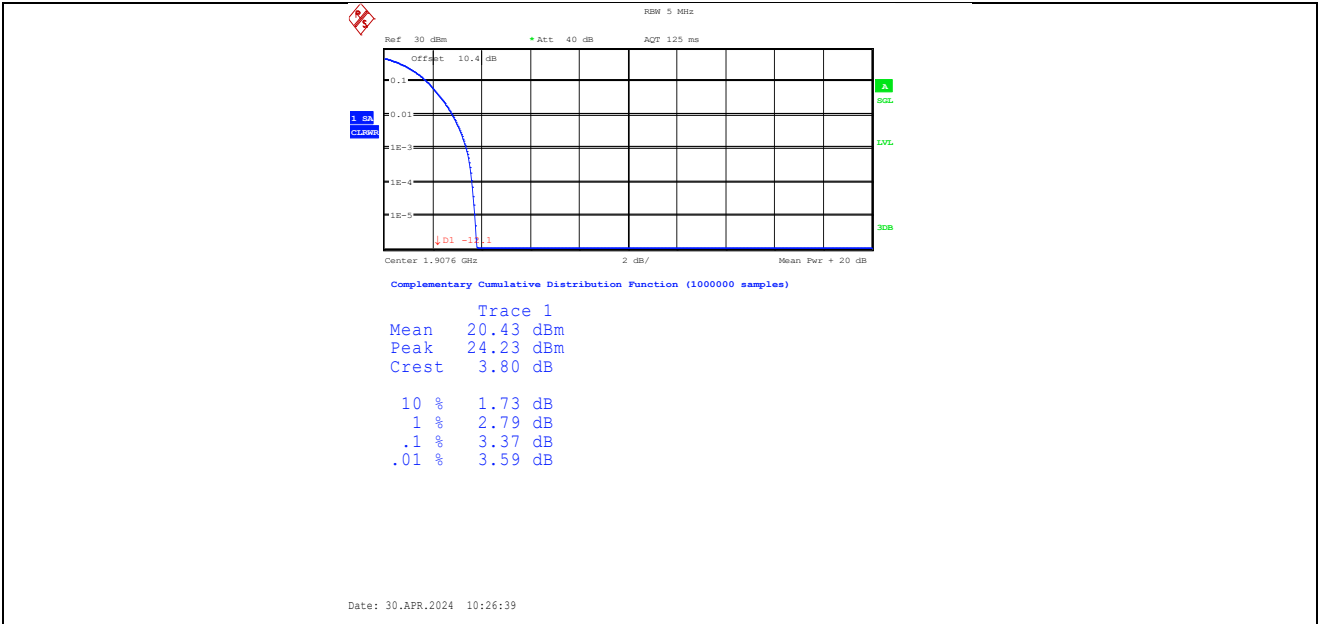 RBW 5 MHz
Ref 30 dBm * Att 40 dB AQT 125 ms
Offset 10.4 dB
0.1
A
SGL
0.01
1 SA
CLRWR
1E-3
LVL
1E-4
1E-5
3DB
↓D1 -12.1
Center 1.9076 GHz 2 dB/ Mean Pwr + 20 dB
Complementary Cumulative Distribution Function (1000000 samples)
Trace 1
Mean 20.43 dBm
Peak 24.23 dBm
Crest 3.80 dB
10 % 1.73 dB
1 % 2.79 dB
.1 % 3.37 dB
.01 % 3.59 dB
Date: 30.APR.2024 10:26:39